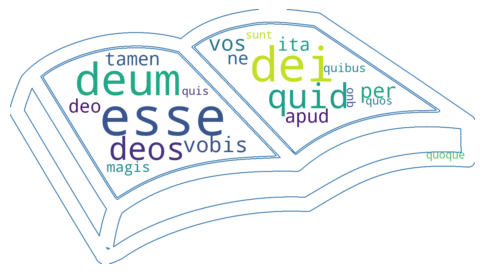 tamen
deum
quis
deo
esse
deos
vobis
magis
sunt
vos
ita
ne
dei
quibus
quid
quo
per
quos
apud
quoque